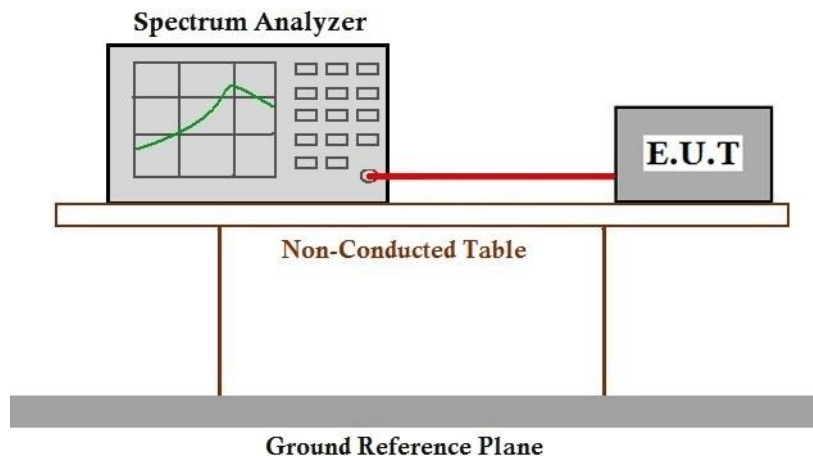 Spectrum Analyzer
E.U.T
Non-Conducted Table
Ground Reference Plane